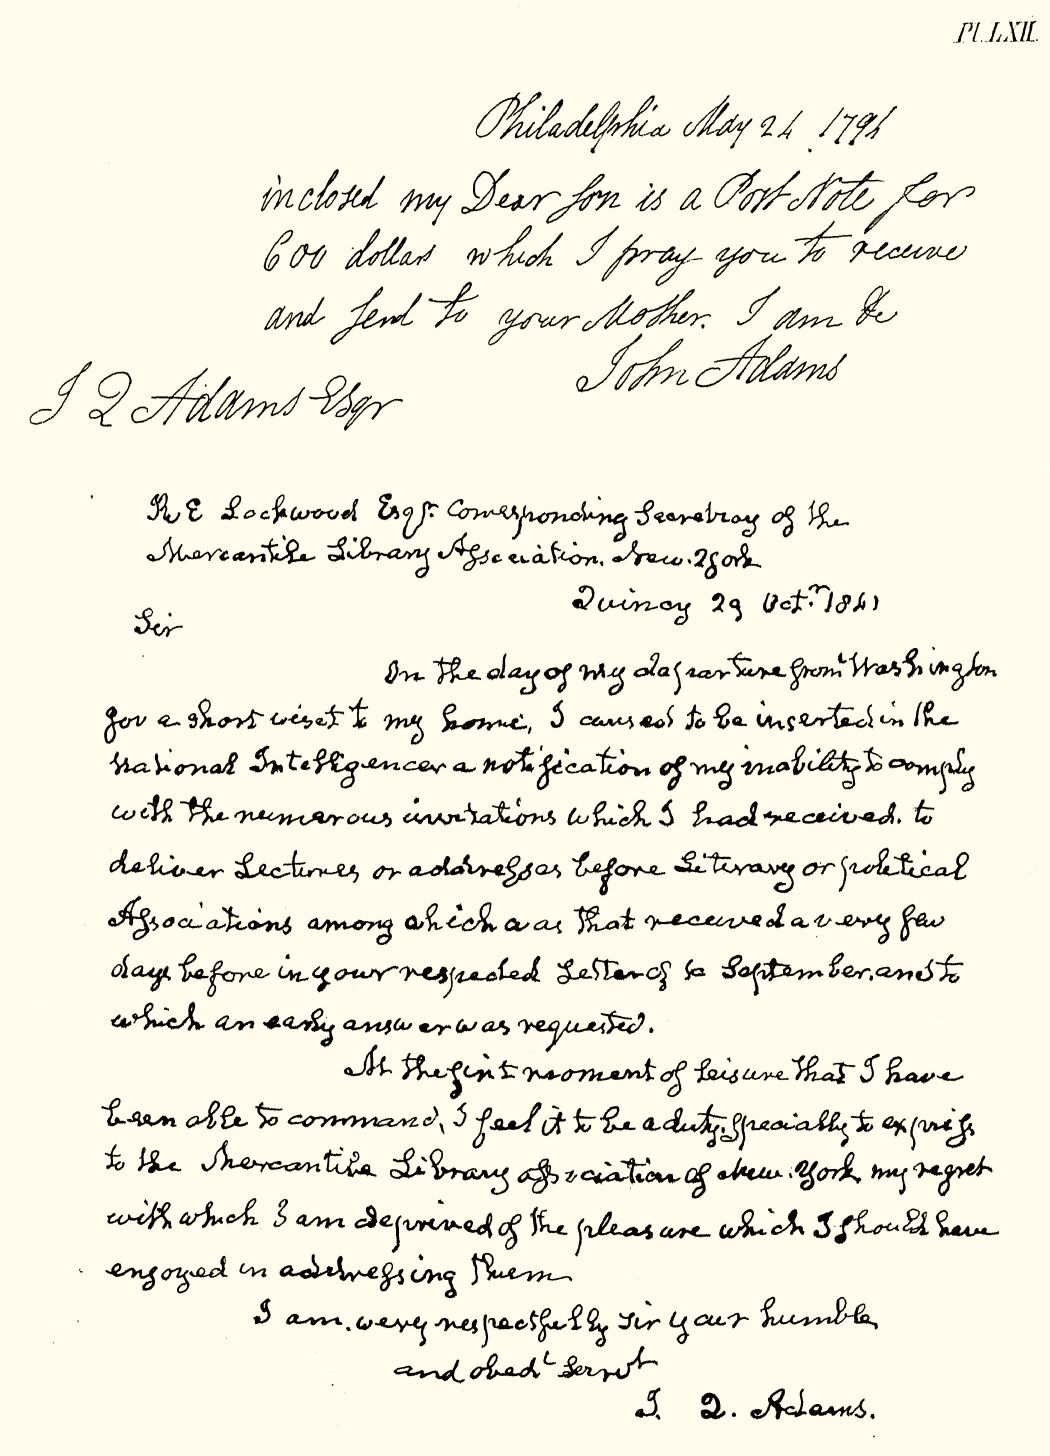 Pl. LXII.
Philadelphia May 24 1794
inclosed my Dear son is a Post Note for
600 dollars which I pray you to receive
and send to your Mother. I am &c
John Adams
J Q Adams Esqr
R E Lockwood Esqr. Corresponding Secretary of the
Mercantile Library Association. New. York
Quincy 29 Oct.r 1841
Sir
On the day of my departure from Washington
for a short visit to my home, I caused to be inserted in the
National Intelligencer a notification of my inability to comply
with the numerous invitations which I had received. to
deliver Lectures or addresses before Literary or political
Associations among which was that received a very few
days before in your respected Letter of September. and to
which an early answer was requested.
At the first moment of leisure that I have
been able to command, I feel it to be a duty, specially to express
to the Mercantile Library association of New. York, my regret
with which I am deprived of the pleasure which I should have
enjoyed in addressing them
I am. very respectfully Sir your humble,
and obedt Servt
J. Q. Adams.